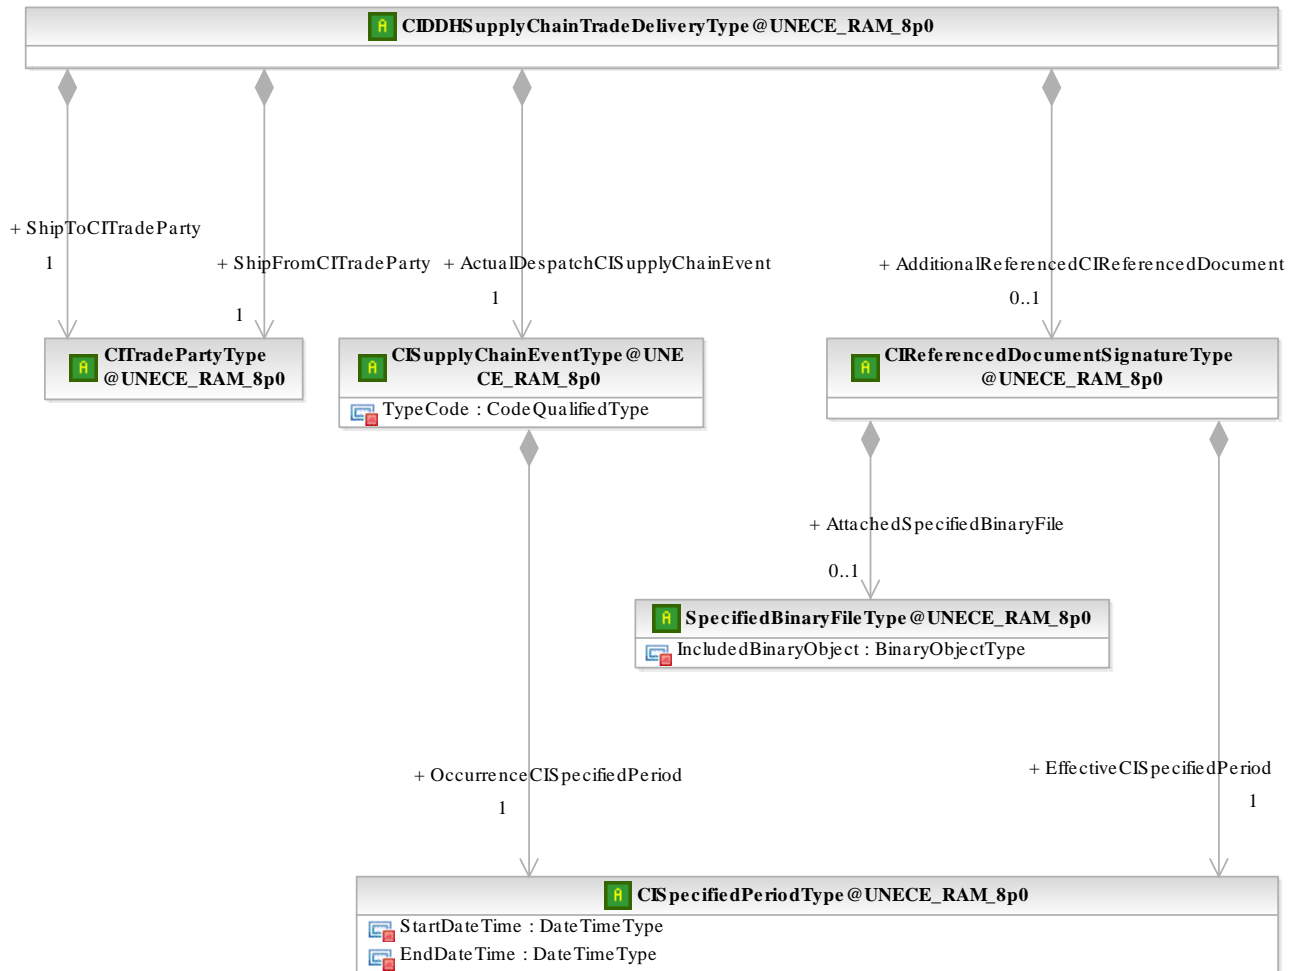 A CIDDHSupplyChainTradeDeliveryType@UNECE_RAM_8p0
+ ShipToCITradeParty
1
+ ShipFromCITradeParty
1
+ ActualDespatchCISupplyChainEvent
1
+ AdditionalReferencedCIReferencedDocument
0..1
A CITradePartyType
@UNECE_RAM_8p0
A CISupplyChainEventType@UNE
CE_RAM_8p0
TypeCode : CodeQualifiedType
A CIReferencedDocumentSignatureType
@UNECE_RAM_8p0
+ AttachedSpecifiedBinaryFile
0..1
A SpecifiedBinaryFileType@UNECE_RAM_8p0
IncludedBinaryObject : BinaryObjectType
+ OccurrenceCISpecifiedPeriod
1
+ EffectiveCISpecifiedPeriod
1
A CISpecifiedPeriodType@UNECE_RAM_8p0
StartDateTime : DateTimeType
EndDateTime : DateTimeType